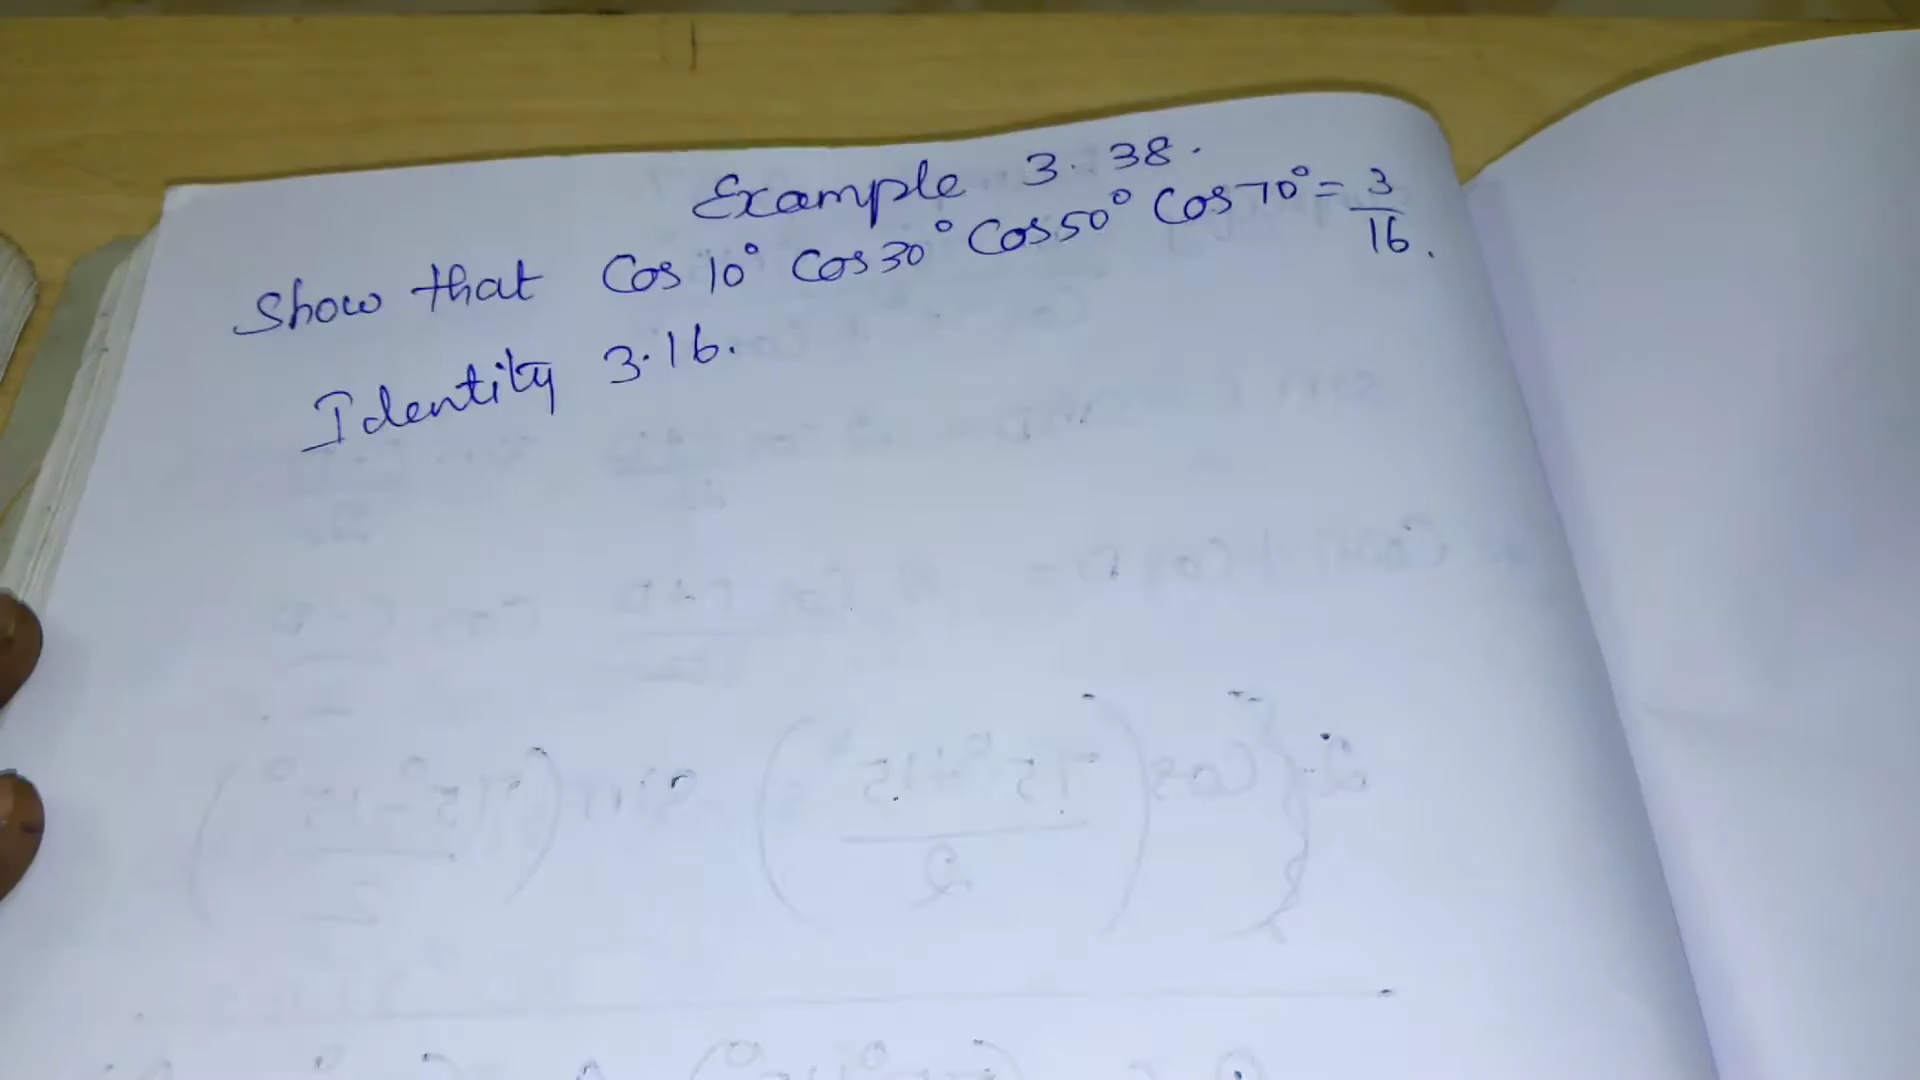 Example 3.38.
Show that Cos 10° Cos 30° Cos 50° Cos 70° = 3/16.
Identity 3.16.